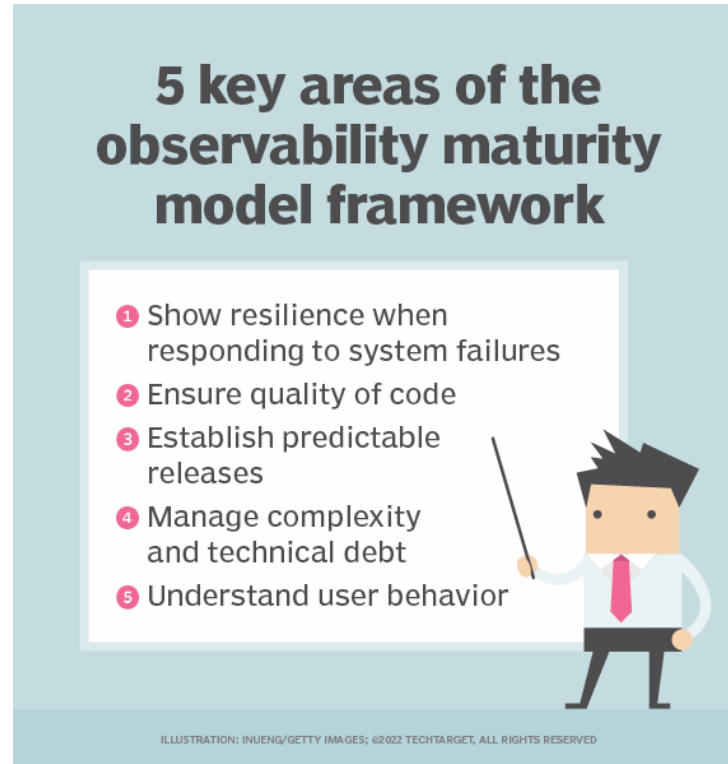 5 key areas of the
observability maturity
model framework
1 Show resilience when
responding to system failures
2 Ensure quality of code
3 Establish predictable
releases
4 Manage complexity
and technical debt
5 Understand user behavior
ILLUSTRATION: INUENG/GETTY IMAGES; ©2022 TECHTARGET, ALL RIGHTS RESERVED